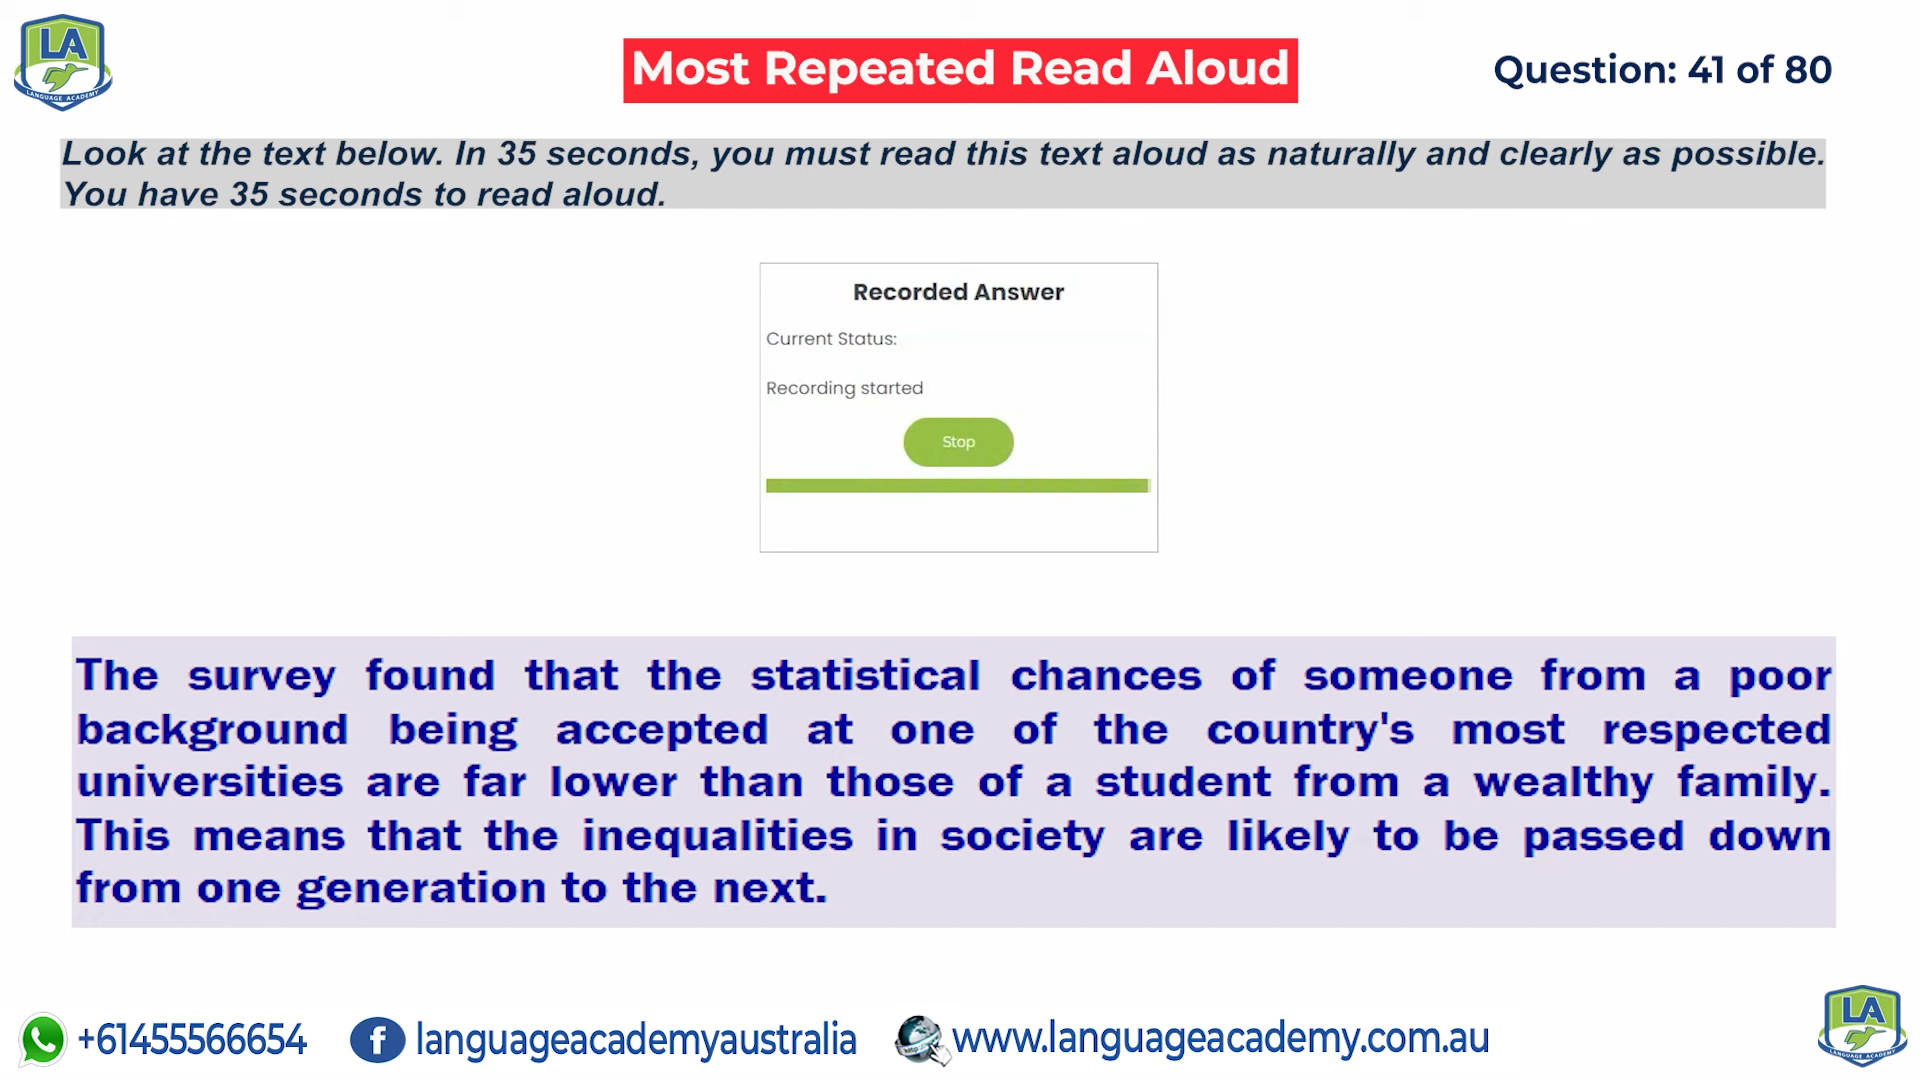 LA
LANGUAGE ACADEMY
Most Repeated Read Aloud
Question: 41 of 80
Look at the text below. In 35 seconds, you must read this text aloud as naturally and clearly as possible.
You have 35 seconds to read aloud.
Recorded Answer
Current Status:
Recording started
Stop
The survey found that the statistical chances of someone from a poor
background being accepted at one of the country's most respected
universities are far lower than those of a student from a wealthy family.
This means that the inequalities in society are likely to be passed down
from one generation to the next.
+61455566654
languageacademyaustralia
www.languageacademy.com.au
LA
LANGUAGE ACADEMY